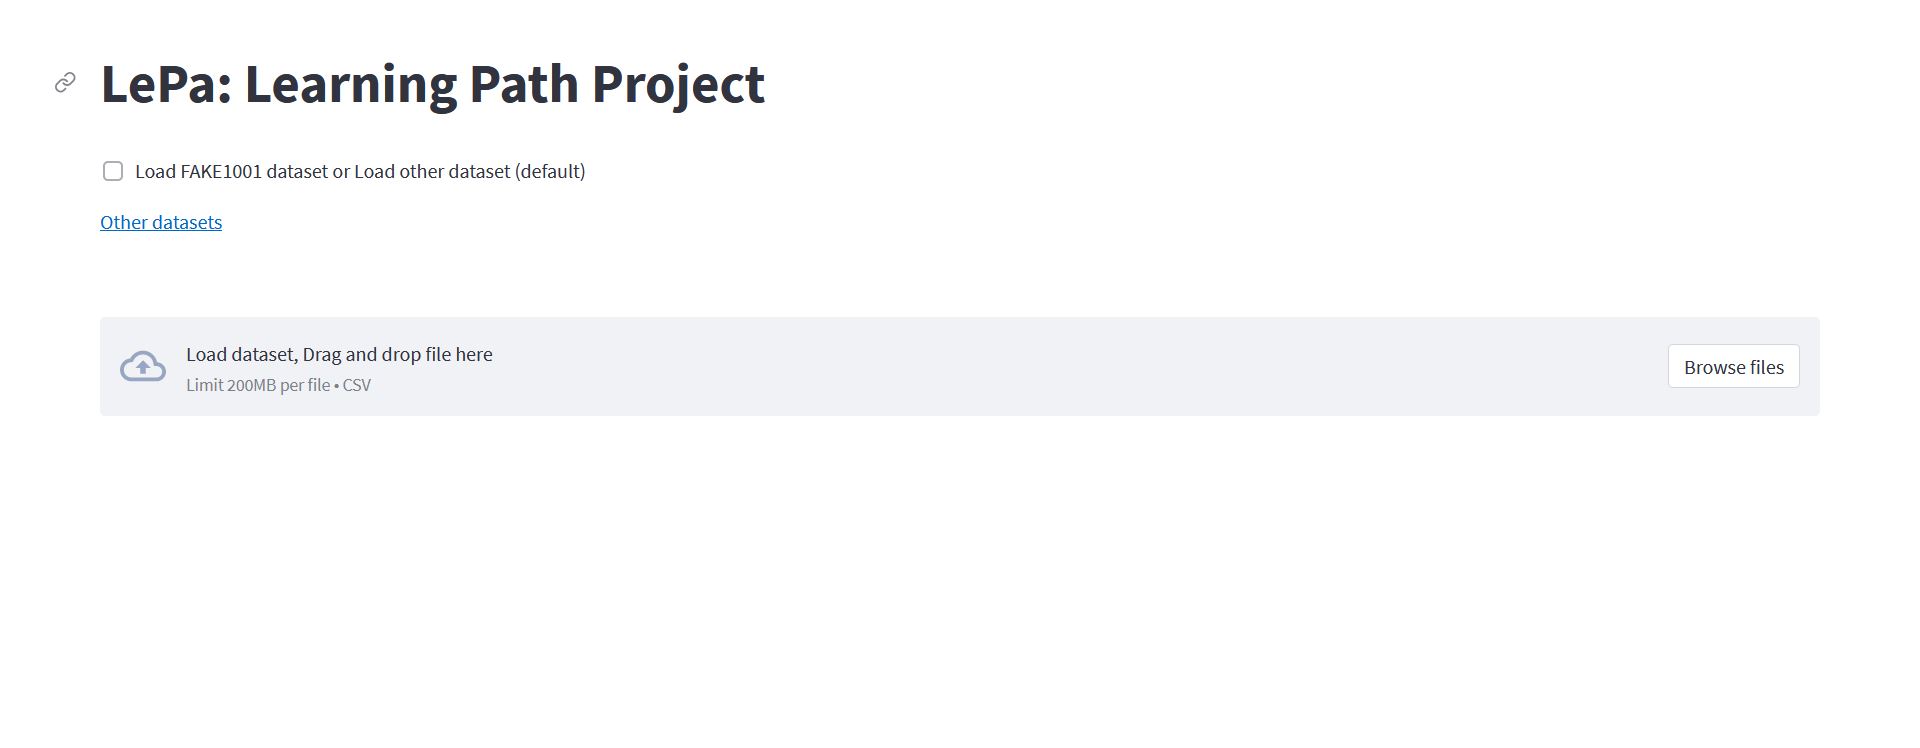 LePa: Learning Path Project
Load FAKE1001 dataset or Load other dataset (default)
Other datasets
Load dataset, Drag and drop file here
Limit 200MB per file • CSV
Browse files